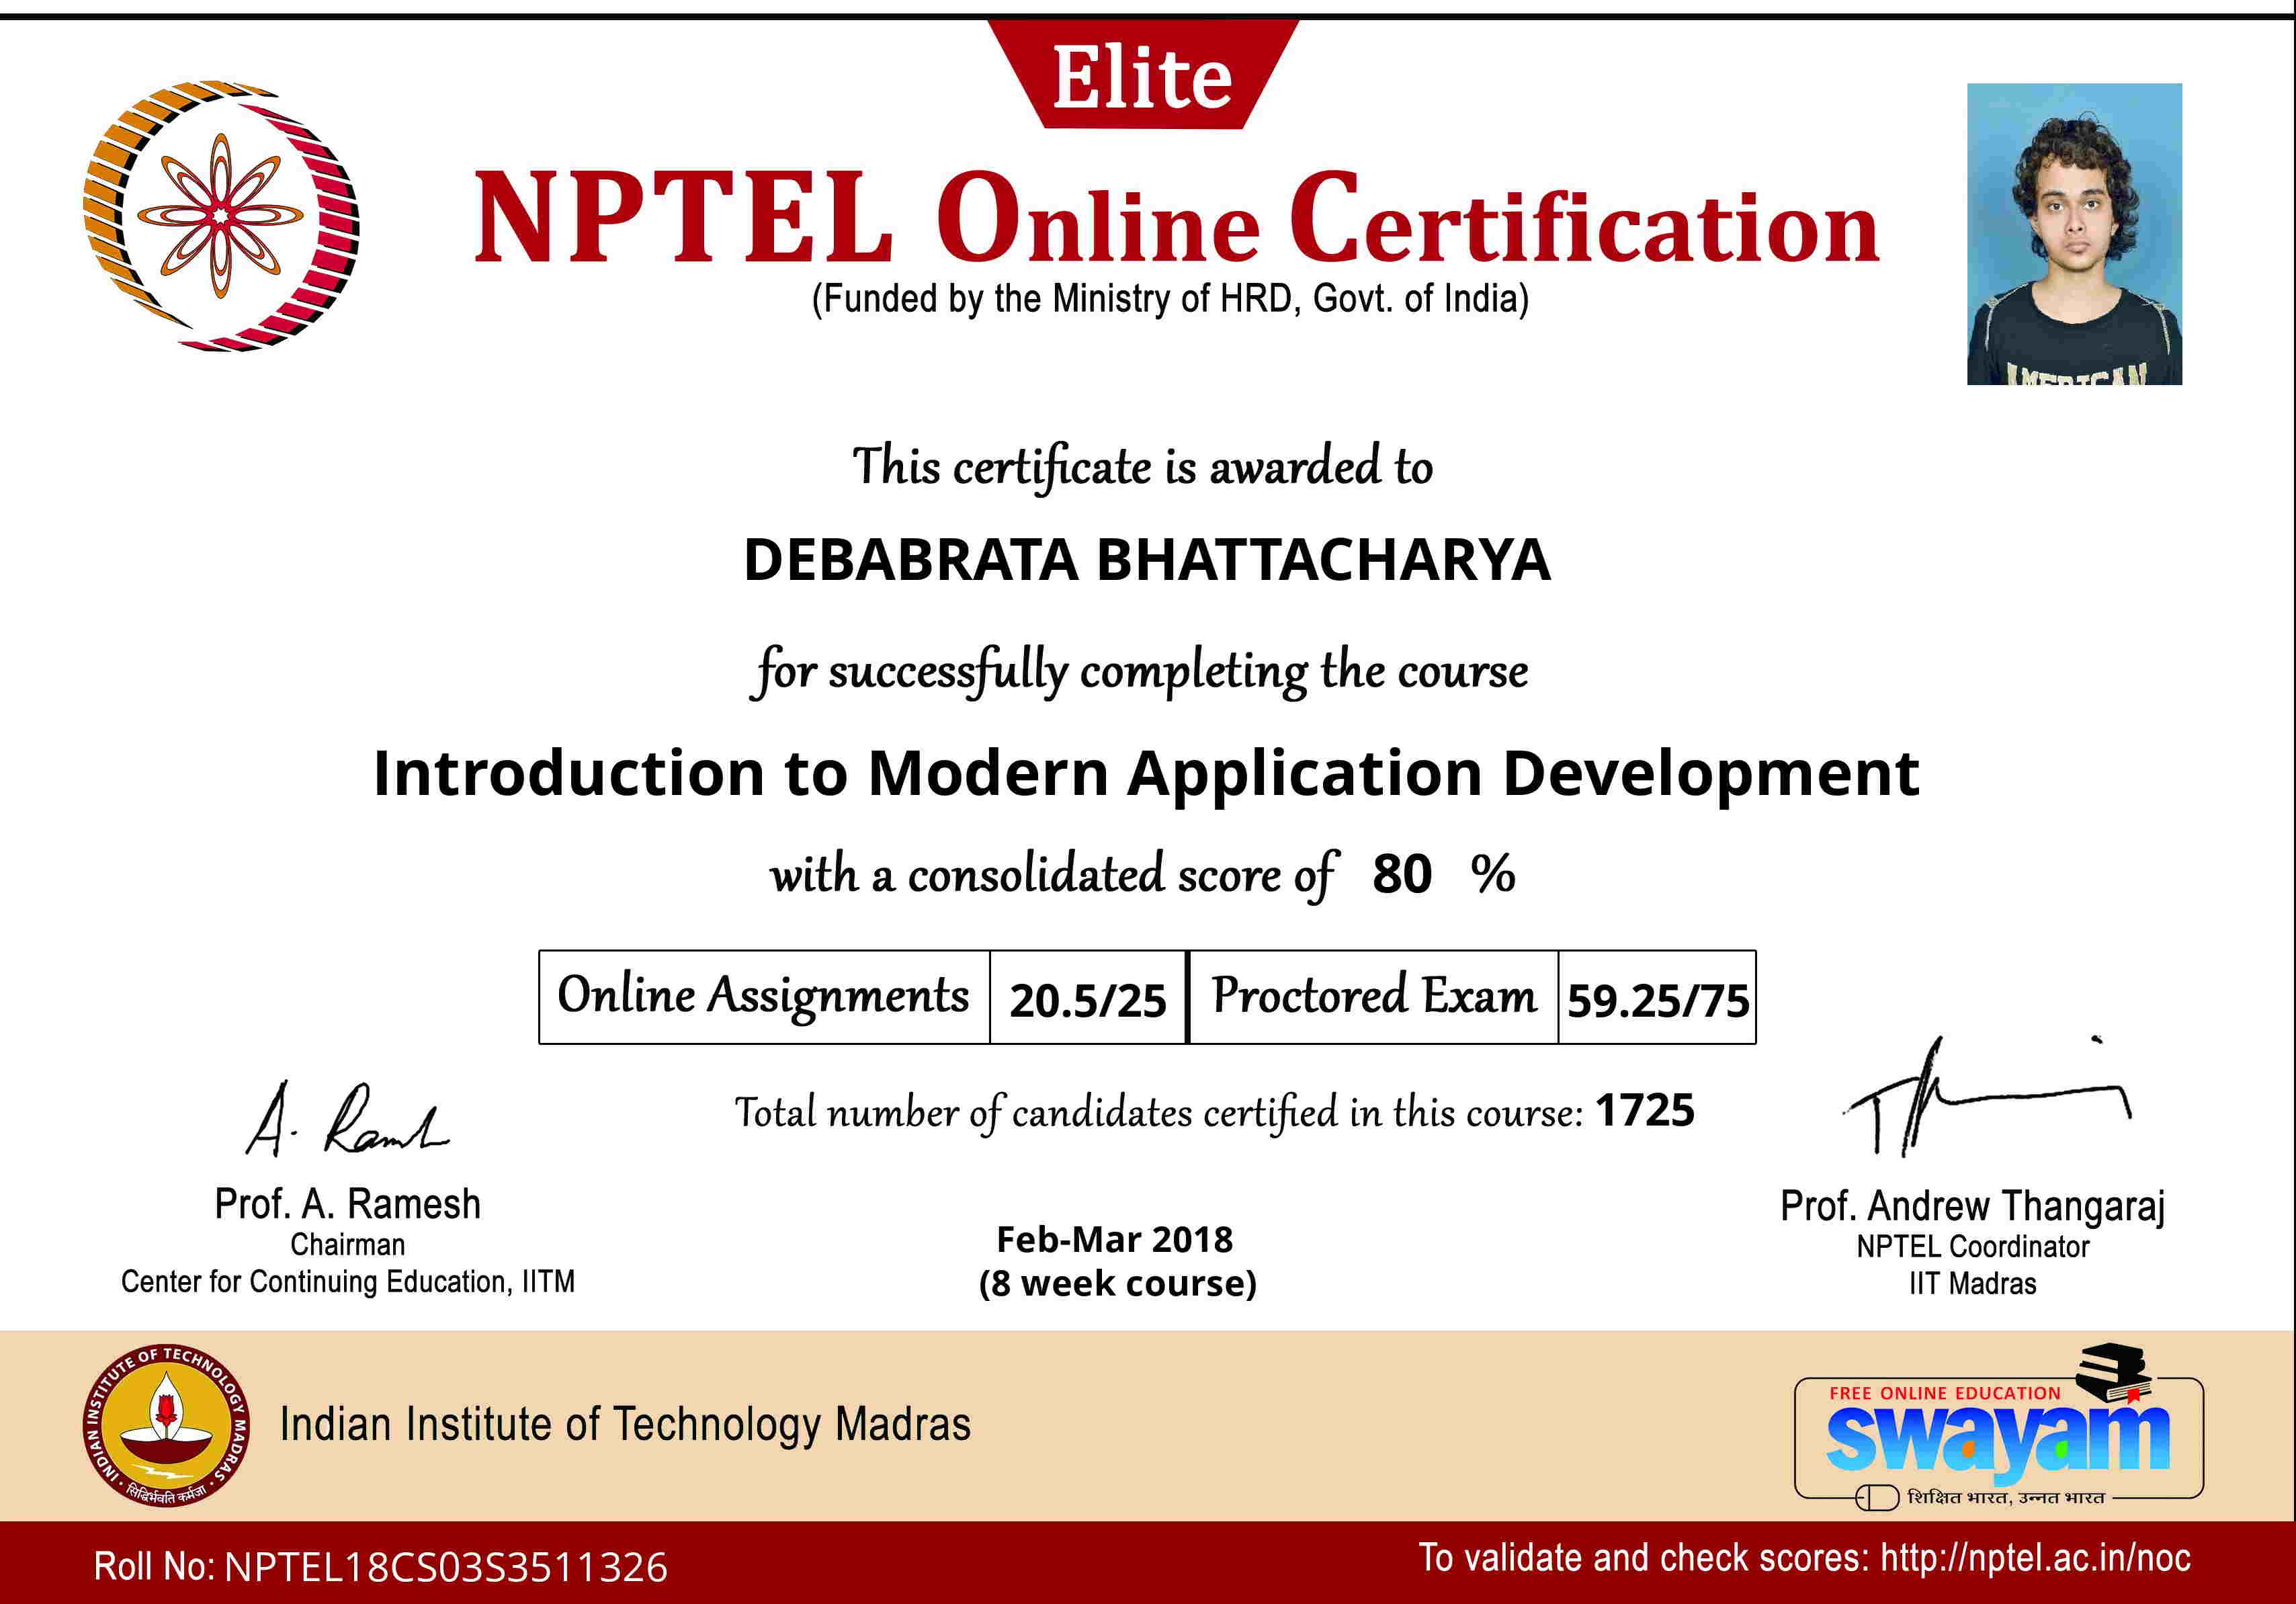 Elite
NPTEL Online Certification
(Funded by the Ministry of HRD, Govt. of India)
AMERICAN
This certificate is awarded to
DEBABRATA BHATTACHARYA
for successfully completing the course
Introduction to Modern Application Development
with a consolidated score of 80 %
Online Assignments 20.5/25 Proctored Exam 59.25/75
Total number of candidates certified in this course: 1725
A. Ramesh
Prof. A. Ramesh
Chairman
Center for Continuing Education, IITM
Feb-Mar 2018
(8 week course)
Prof. Andrew Thangaraj
NPTEL Coordinator
IIT Madras
INDIAN INSTITUTE OF TECHNOLOGY MADRAS
सिद्धिर्भवति कर्मजा
Indian Institute of Technology Madras
FREE ONLINE EDUCATION
swayam
शिक्षित भारत, उन्नत भारत
Roll No: NPTEL18CS03S3511326
To validate and check scores: http://nptel.ac.in/noc